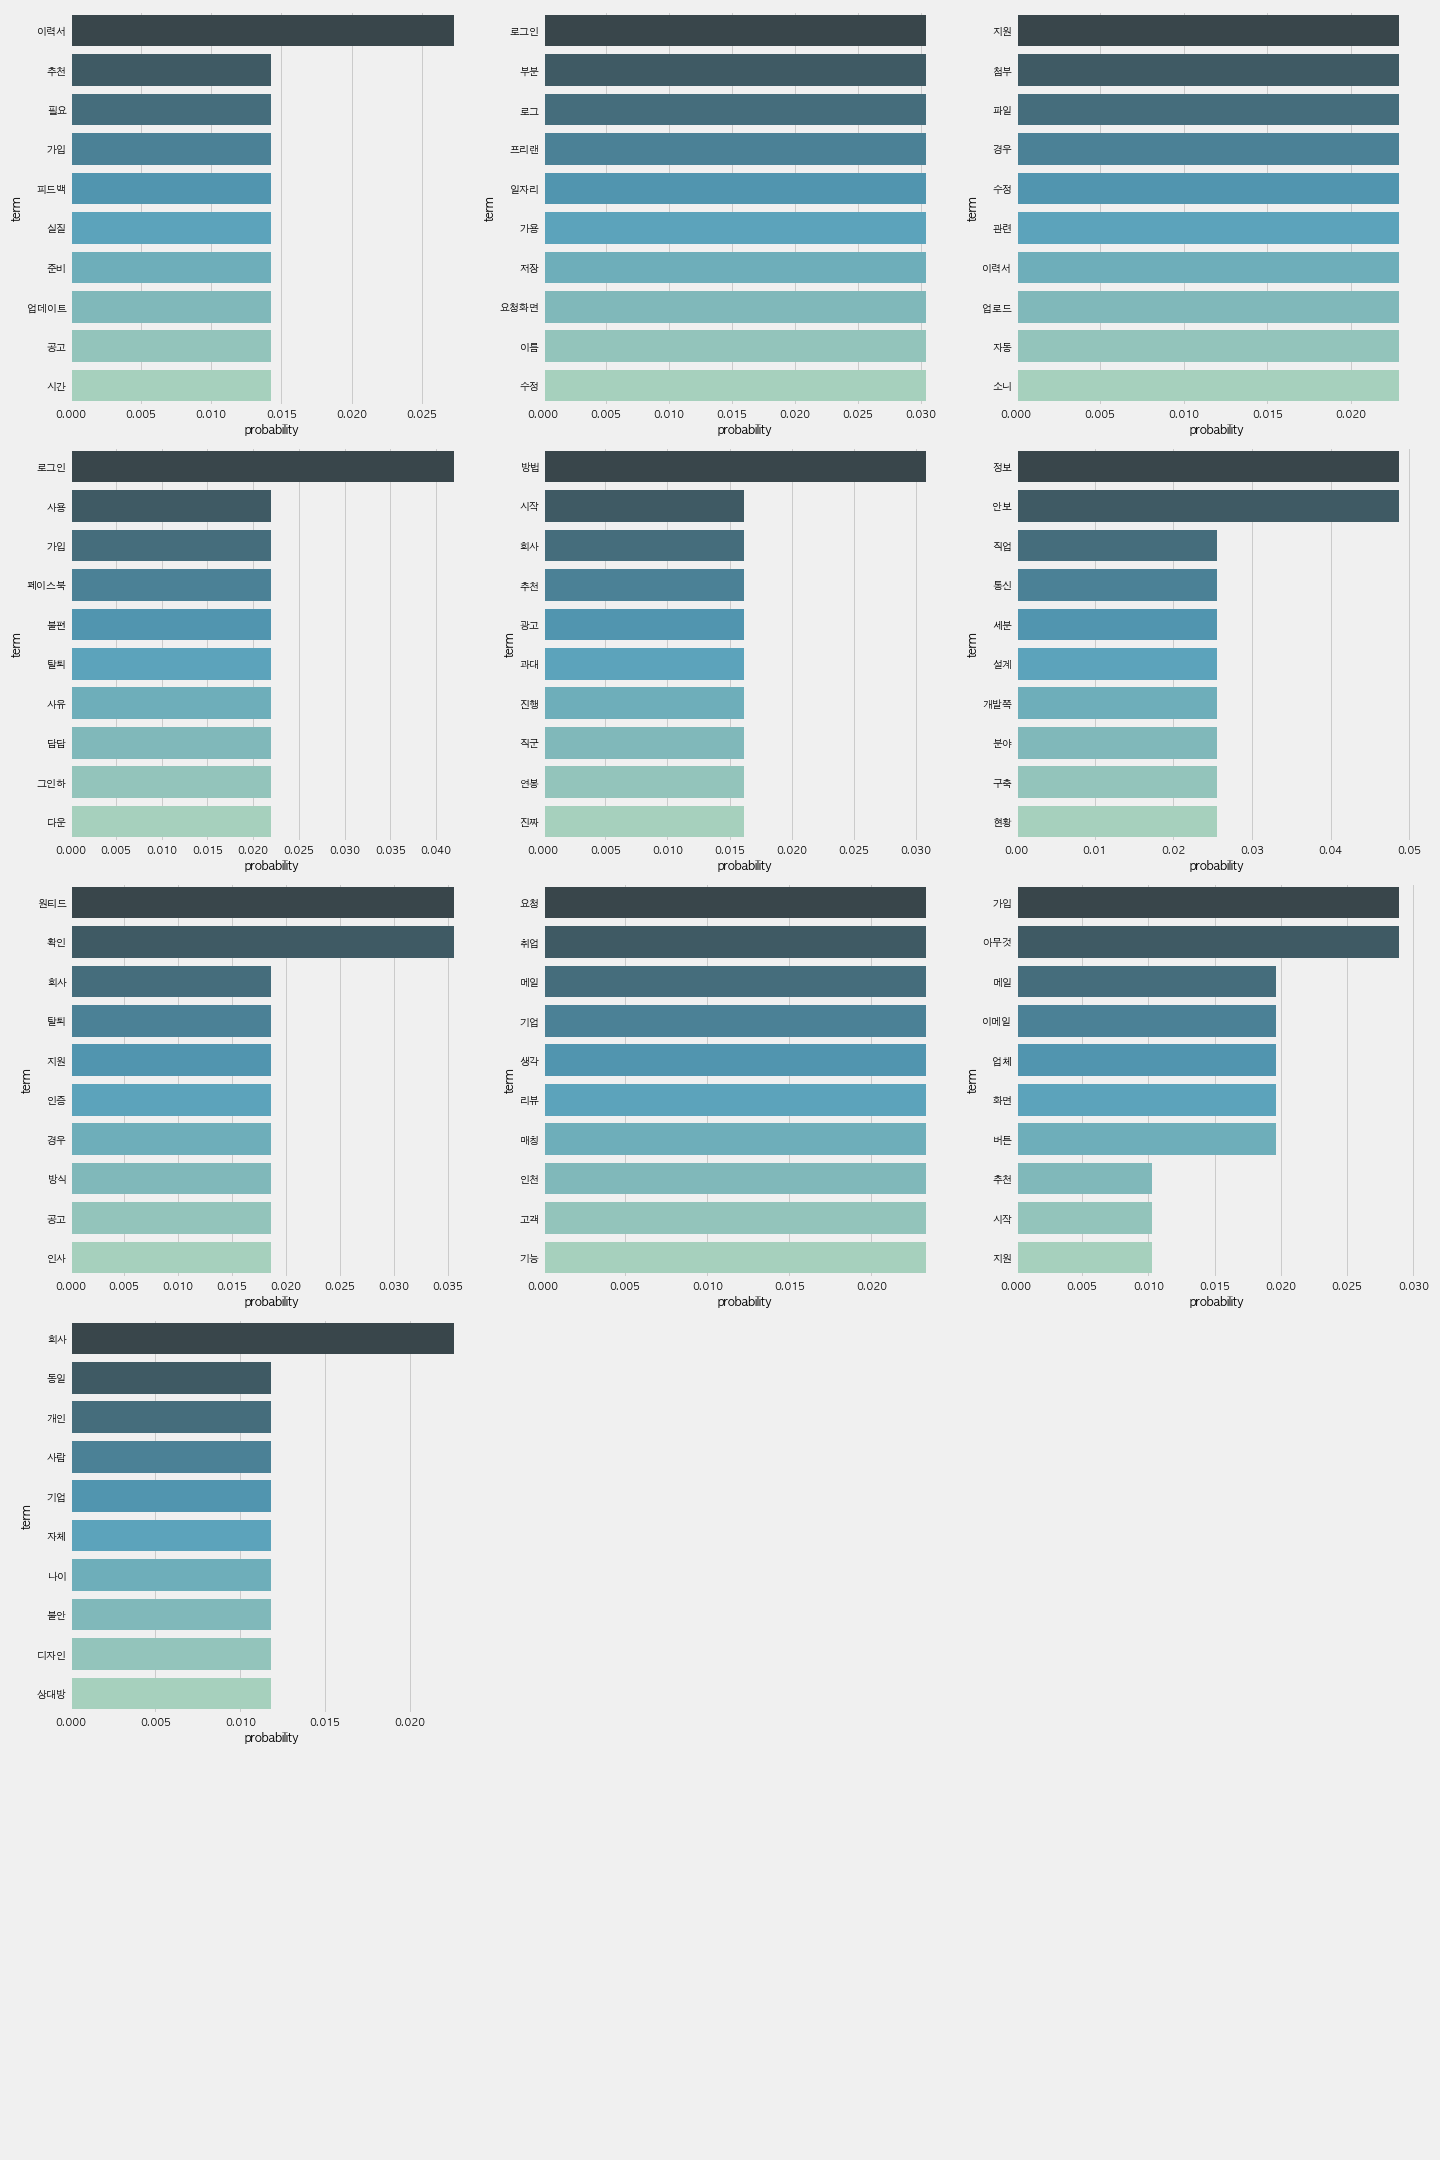 이력서
추천
필요
가입
피드백
실질
준비
업데이트
공고
시간
term
0.000 0.005 0.010 0.015 0.020 0.025
probability
로그인
부분
로그
프리랜
일자리
가용
저장
요청화면
이름
수정
term
0.000 0.005 0.010 0.015 0.020 0.025 0.030
probability
지원
첨부
파일
경우
수정
관련
이력서
업로드
자동
소니
term
0.000 0.005 0.010 0.015 0.020
probability
로그인
사용
가입
페이스북
불편
탈퇴
사유
답답
그인하
다운
term
0.000 0.005 0.010 0.015 0.020 0.025 0.030 0.035 0.040
probability
방법
시작
회사
추천
광고
과대
진행
직군
연봉
진짜
term
0.000 0.005 0.010 0.015 0.020 0.025 0.030
probability
정보
안보
직업
통신
세분
설계
개발쪽
분야
구축
현황
term
0.00 0.01 0.02 0.03 0.04 0.05
probability
원티드
확인
회사
탈퇴
지원
인증
경우
방식
공고
인사
term
0.000 0.005 0.010 0.015 0.020 0.025 0.030 0.035
probability
요청
취업
메일
기업
생각
리뷰
매칭
인천
고객
기능
term
0.000 0.005 0.010 0.015 0.020
probability
가입
아무것
메일
이메일
업체
화면
버튼
추천
시작
지원
term
0.000 0.005 0.010 0.015 0.020 0.025 0.030
probability
회사
동일
개인
사람
기업
자체
나이
불안
디자인
상대방
term
0.000 0.005 0.010 0.015 0.020
probability